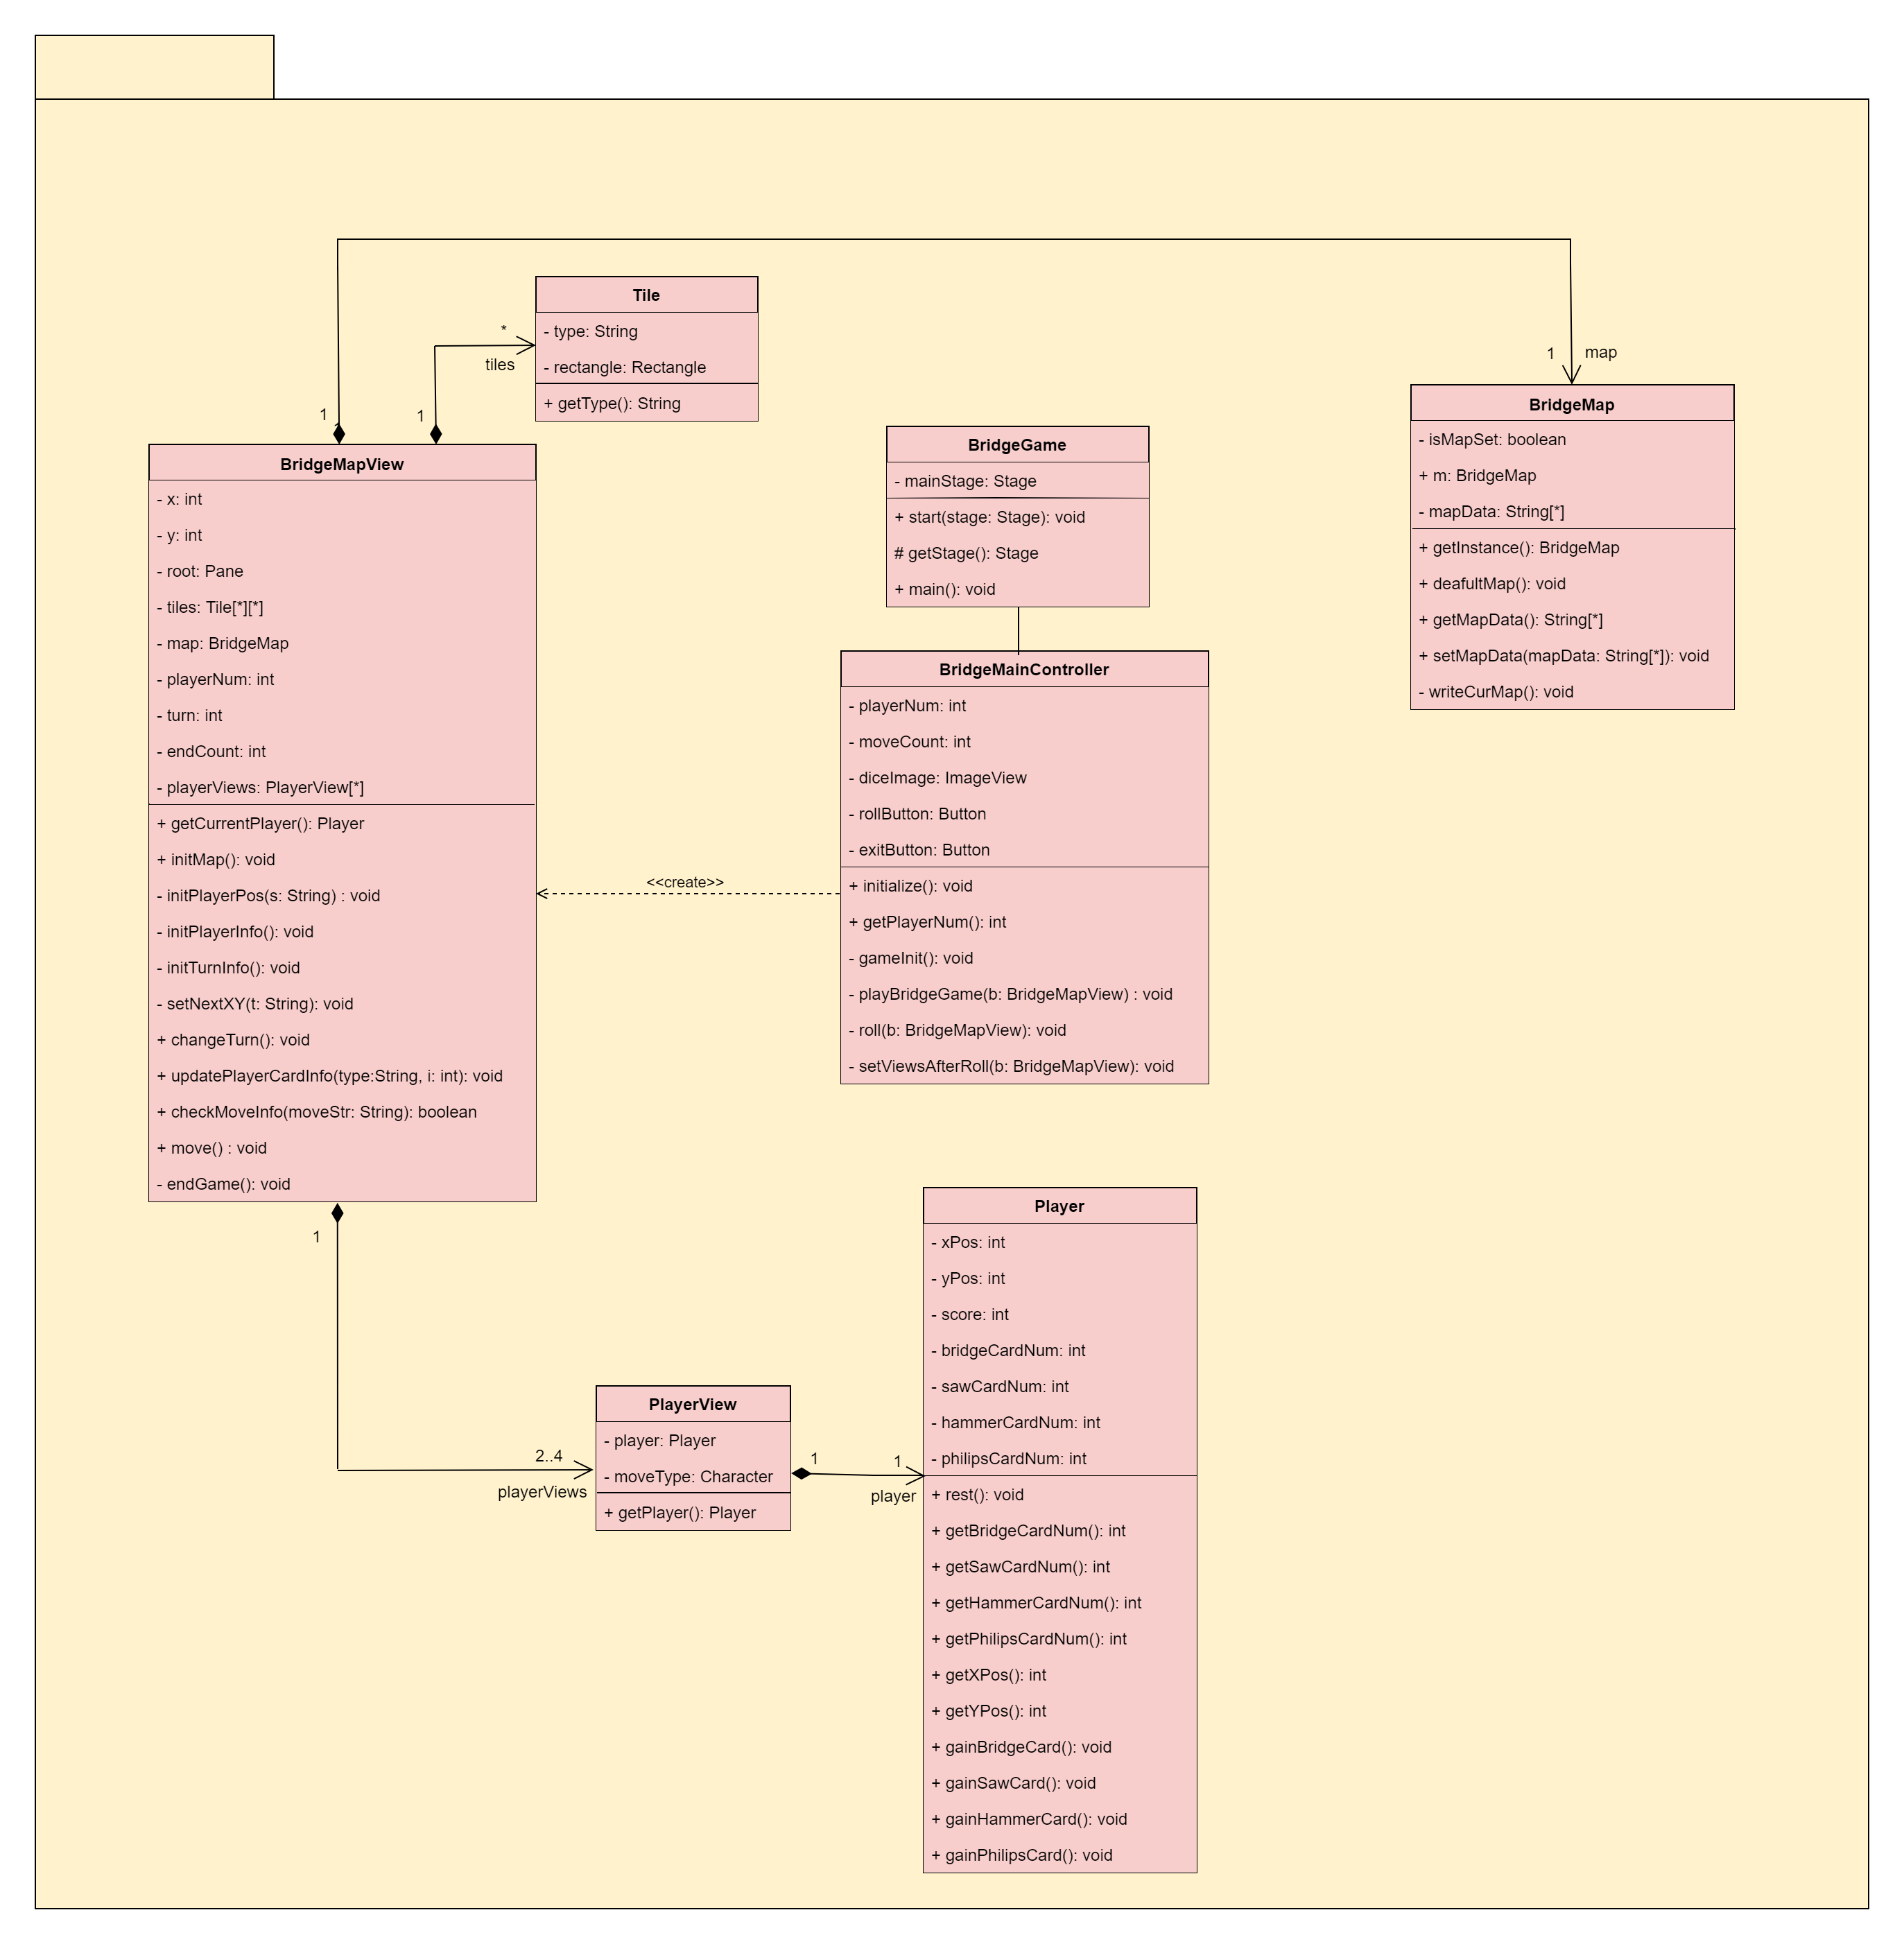 Tile
- type: String
- rectangle: Rectangle
+ getType(): String
*
tiles
1
1
1
map
BridgeMapView
- x: int
- y: int
- root: Pane
- tiles: Tile[*][*]
- map: BridgeMap
- playerNum: int
- turn: int
- endCount: int
- playerViews: PlayerView[*]
+ getCurrentPlayer(): Player
+ initMap(): void
- initPlayerPos(s: String) : void
- initPlayerInfo(): void
- initTurnInfo(): void
- setNextXY(t: String): void
+ changeTurn(): void
+ updatePlayerCardInfo(type:String, i: int): void
+ checkMoveInfo(moveStr: String): boolean
+ move() : void
- endGame(): void
BridgeGame
- mainStage: Stage
+ start(stage: Stage): void
# getStage(): Stage
+ main(): void
BridgeMap
- isMapSet: boolean
+ m: BridgeMap
- mapData: String[*]
+ getInstance(): BridgeMap
+ deafultMap(): void
+ getMapData(): String[*]
+ setMapData(mapData: String[*]): void
- writeCurMap(): void
BridgeMainController
- playerNum: int
- moveCount: int
- diceImage: ImageView
- rollButton: Button
- exitButton: Button
+ initialize(): void
+ getPlayerNum(): int
- gameInit(): void
- playBridgeGame(b: BridgeMapView) : void
- roll(b: BridgeMapView): void
- setViewsAfterRoll(b: BridgeMapView): void
<<create>>
1
2..4
playerViews
PlayerView
- player: Player
- moveType: Character
+ getPlayer(): Player
1
1
player
Player
- xPos: int
- yPos: int
- score: int
- bridgeCardNum: int
- sawCardNum: int
- hammerCardNum: int
- philipsCardNum: int
+ rest(): void
+ getBridgeCardNum(): int
+ getSawCardNum(): int
+ getHammerCardNum(): int
+ getPhilipsCardNum(): int
+ getXPos(): int
+ getYPos(): int
+ gainBridgeCard(): void
+ gainSawCard(): void
+ gainHammerCard(): void
+ gainPhilipsCard(): void